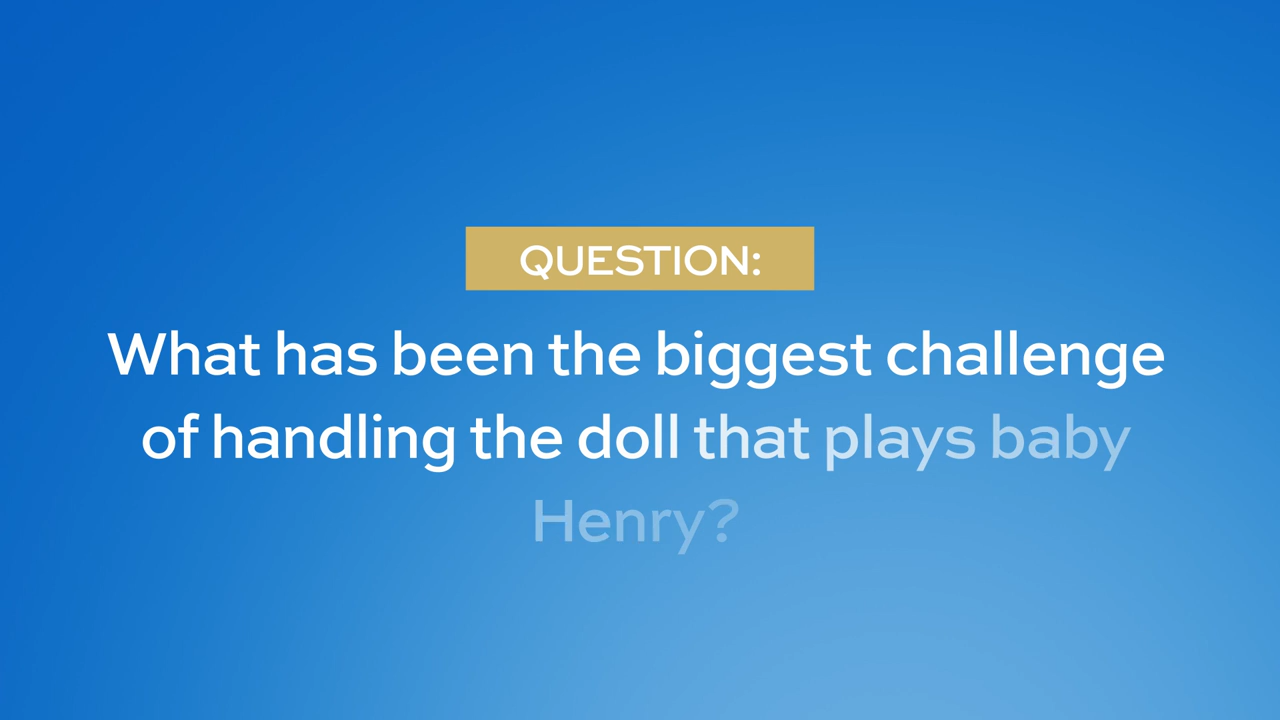 QUESTION:
What has been the biggest challenge
of handling the doll that plays baby
Henry?